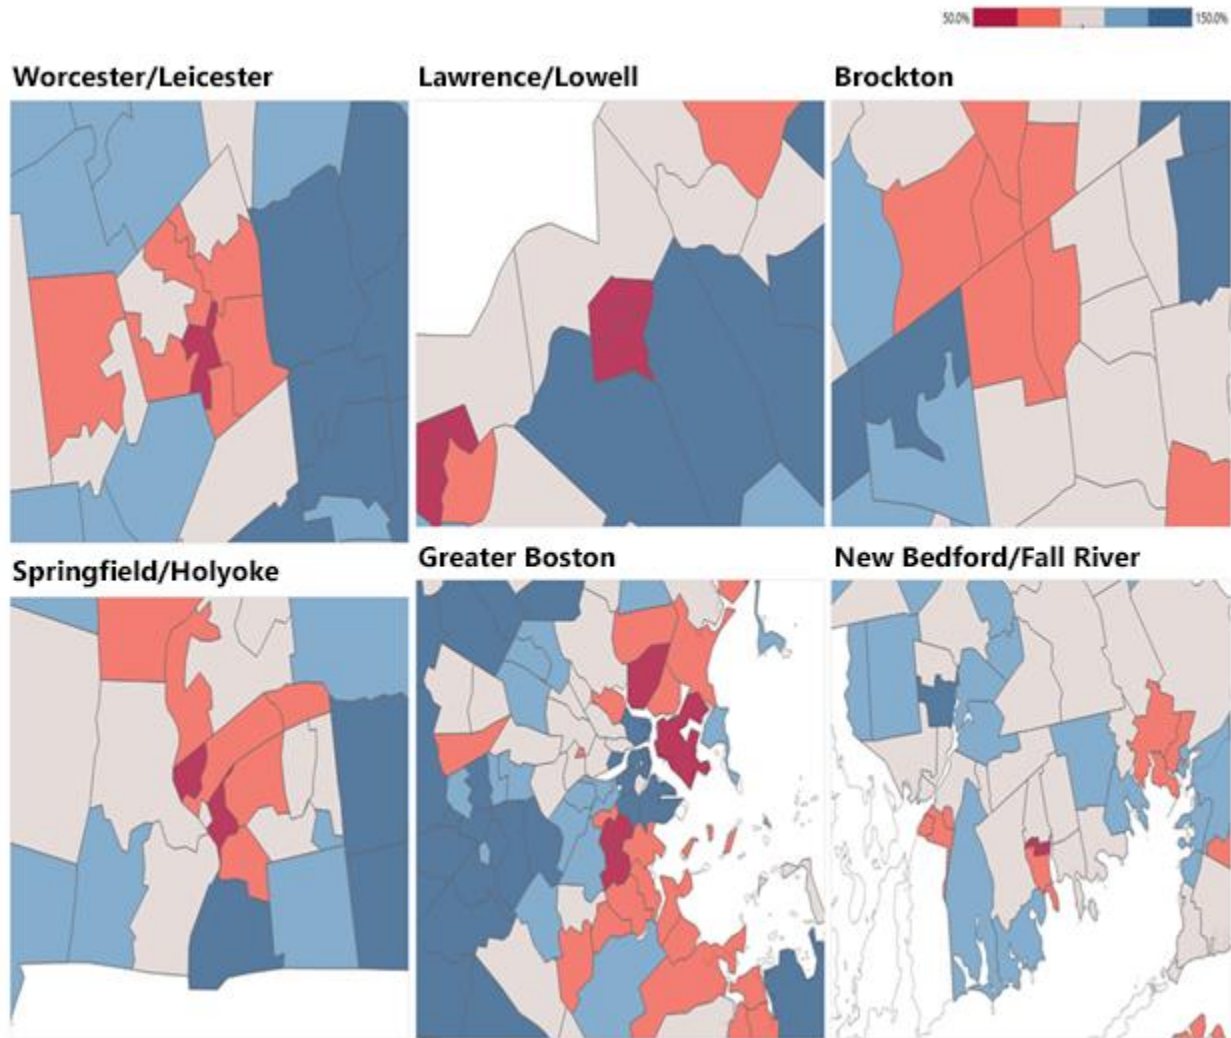 50.0% 150.0%
Worcester/Leicester
Lawrence/Lowell
Brockton
Springfield/Holyoke
Greater Boston
New Bedford/Fall River